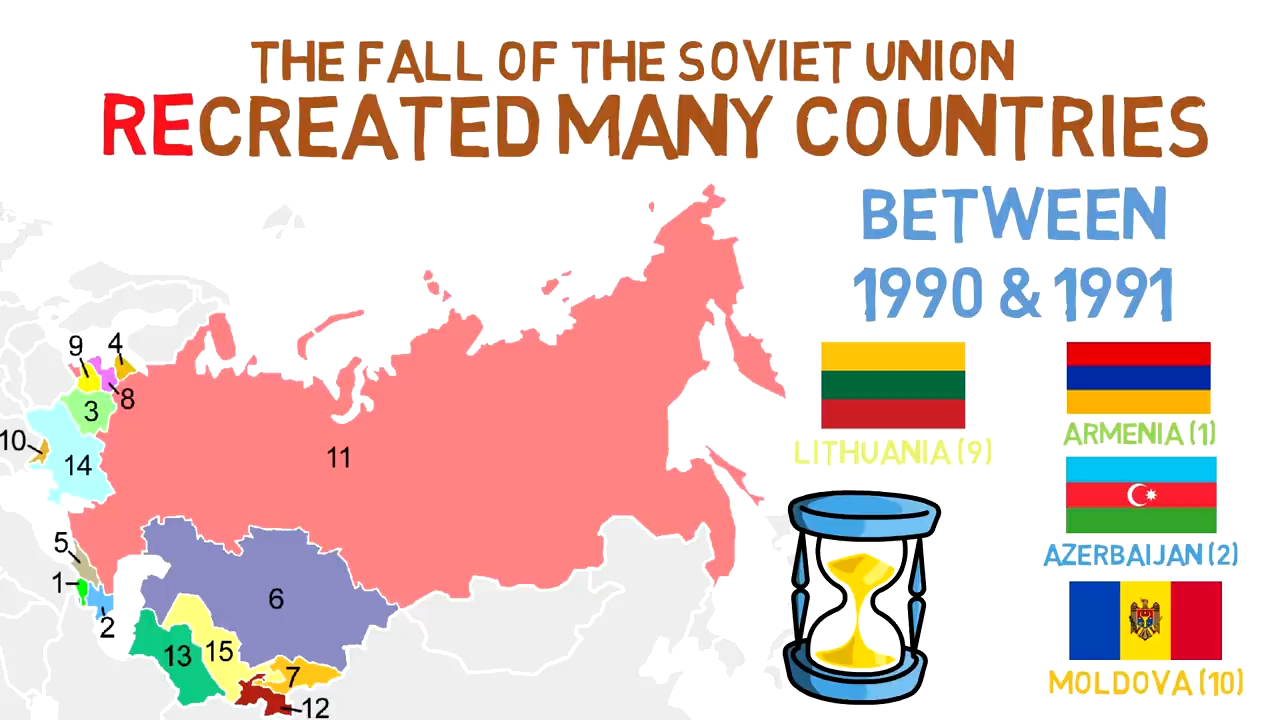 THE FALL OF THE SOVIET UNION
RECREATED MANY COUNTRIES
BETWEEN
1990 & 1991
LITHUANIA (9)
ARMENIA (1)
AZERBAIJAN (2)
MOLDOVA (10)
9
4
8
3
10
14
11
5
1
2
6
13
15
7
12